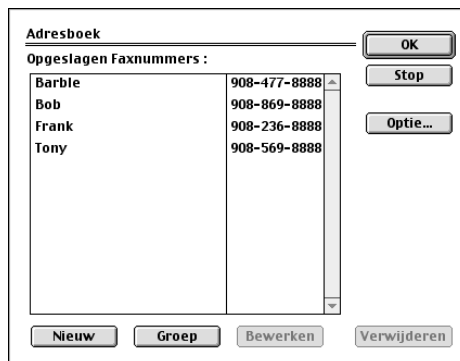 Adresboek
OK
Opgeslagen Faxnummers :
Stop
Barble 908-477-8888
Bob 908-869-8888
Frank 908-236-8888
Tony 908-569-8888
Optie...
Nieuw Groep Bewerken Verwijderen